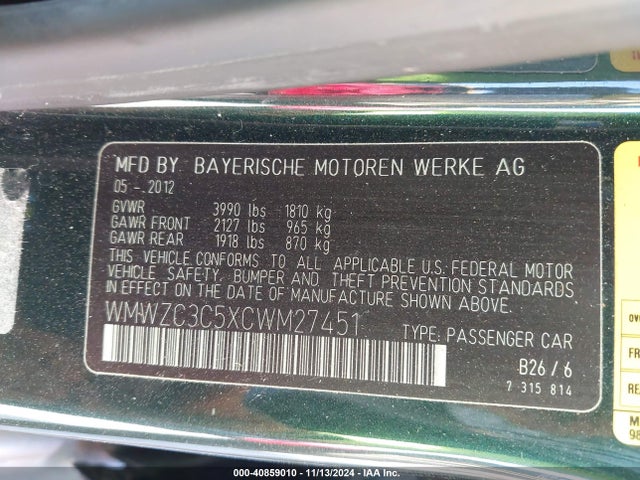 MFD BY BAYERISCHE MOTOREN WERKE AG
05 - 2012
GVWR 3990 lbs 1810 kg
GAWR FRONT 2127 lbs 965 kg
GAWR REAR 1918 lbs 870 kg
THIS VEHICLE CONFORMS TO ALL APPLICABLE U.S. FEDERAL MOTOR
VEHICLE SAFETY, BUMPER AND THEFT PREVENTION STANDARDS
IN EFFECT ON THE DATE OF MANUFACTURE SHOWN ABOVE.
WMWZC3C5XCWM27451 TYPE: PASSENGER CAR
B26 / 6
7 315 814
000-40859010 | 11/13/2024 | IAA Inc.